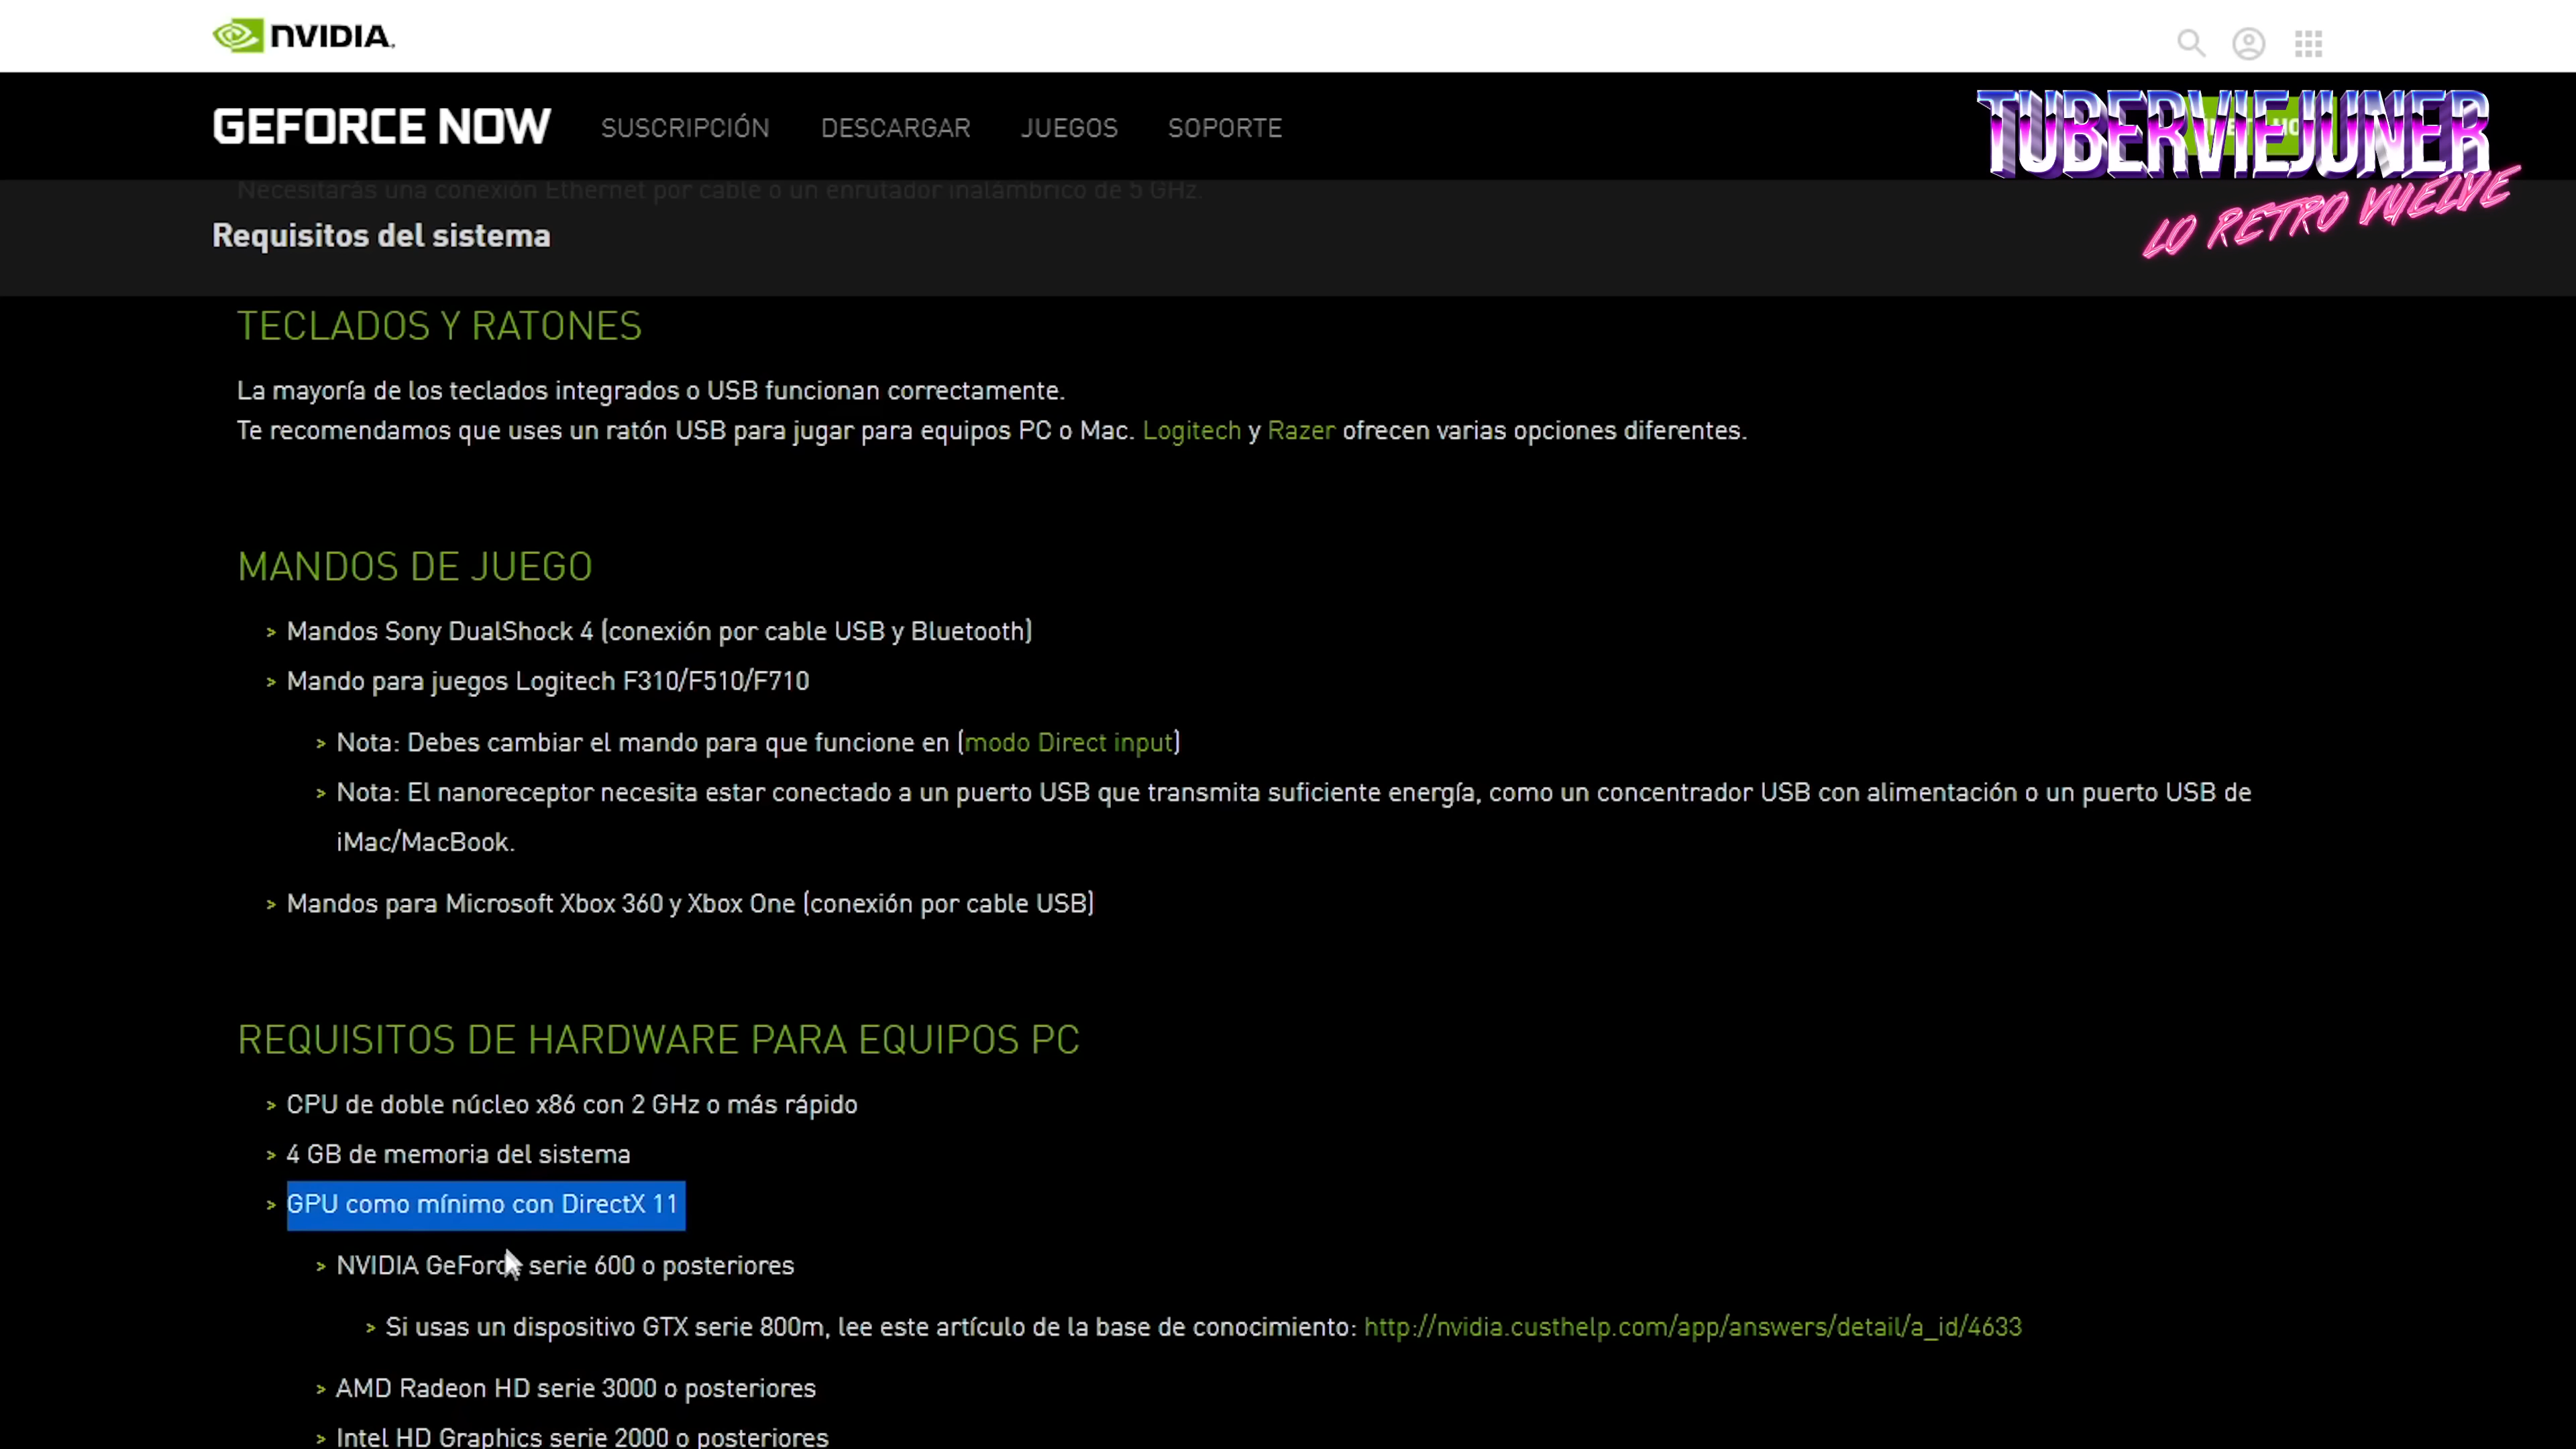 NVIDIA.
GEFORCE NOW
SUSCRIPCIÓN
DESCARGAR
JUEGOS
SOPORTE
TUBERVIEJUNER
LO RETRO VUELVE
Necesitarás una conexión Ethernet por cable o un enrutador inalámbrico de 5 GHz.
Requisitos del sistema
TECLADOS Y RATONES
La mayoría de los teclados integrados o USB funcionan correctamente.
Te recomendamos que uses un ratón USB para jugar para equipos PC o Mac. Logitech y Razer ofrecen varias opciones diferentes.
MANDOS DE JUEGO
> Mandos Sony DualShock 4 (conexión por cable USB y Bluetooth)
> Mando para juegos Logitech F310/F510/F710
> Nota: Debes cambiar el mando para que funcione en (modo Direct input)
> Nota: El nanoreceptor necesita estar conectado a un puerto USB que transmita suficiente energía, como un concentrador USB con alimentación o un puerto USB de
iMac/MacBook.
> Mandos para Microsoft Xbox 360 y Xbox One (conexión por cable USB)
REQUISITOS DE HARDWARE PARA EQUIPOS PC
> CPU de doble núcleo x86 con 2 GHz o más rápido
> 4 GB de memoria del sistema
> GPU como mínimo con DirectX 11
> NVIDIA GeForce serie 600 o posteriores
> Si usas un dispositivo GTX serie 800m, lee este artículo de la base de conocimiento: http://nvidia.custhelp.com/app/answers/detail/a_id/4633
> AMD Radeon HD serie 3000 o posteriores
> Intel HD Graphics serie 2000 o posteriores